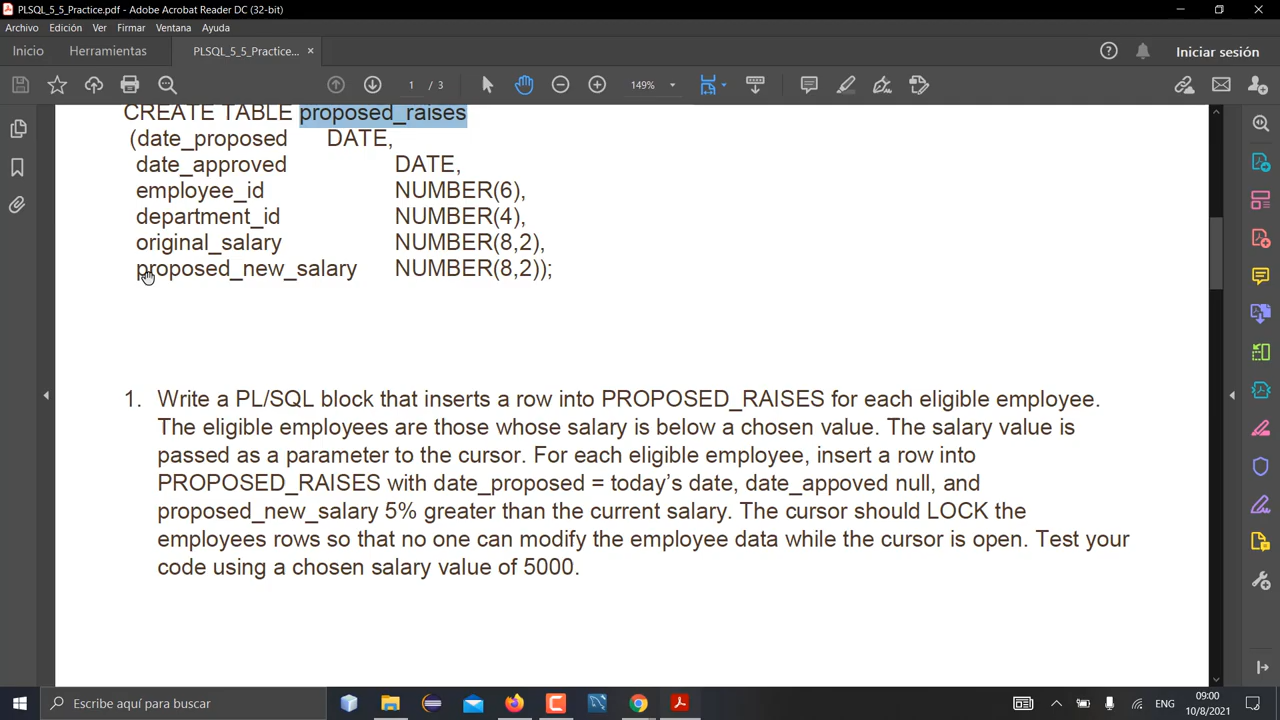 PLSQL_5_5_Practice.pdf - Adobe Acrobat Reader DC (32-bit)
Archivo Edición Ver Firmar Ventana Ayuda
Inicio Herramientas PLSQL_5_5_Practice... × Iniciar sesión
1 / 3 149%
CREATE TABLE proposed_raises
(date_proposed DATE,
date_approved DATE,
employee_id NUMBER(6),
department_id NUMBER(4),
original_salary NUMBER(8,2),
proposed_new_salary NUMBER(8,2));
1. Write a PL/SQL block that inserts a row into PROPOSED_RAISES for each eligible employee.
The eligible employees are those whose salary is below a chosen value. The salary value is
passed as a parameter to the cursor. For each eligible employee, insert a row into
PROPOSED_RAISES with date_proposed = today’s date, date_appoved null, and
proposed_new_salary 5% greater than the current salary. The cursor should LOCK the
employees rows so that no one can modify the employee data while the cursor is open. Test your
code using a chosen salary value of 5000.
Escribe aquí para buscar ENG 09:00
10/8/2021